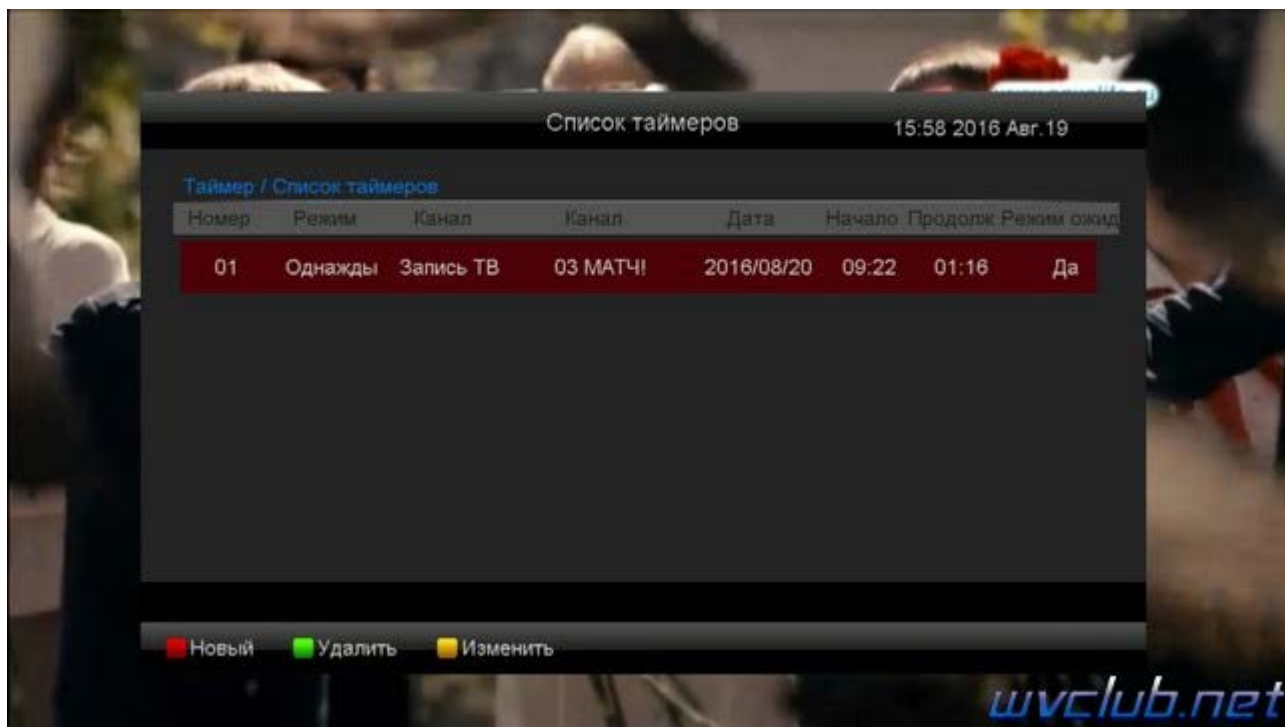 Список таймеров
15:58 2016 Авг.19
Таймер / Список таймеров
Номер Режим Канал Канал Дата Начало Продолж Режим ожид
01 Однажды Запись ТВ 03 МАТЧ! 2016/08/20 09:22 01:16 Да
Новый Удалить Изменить
wvclub.net